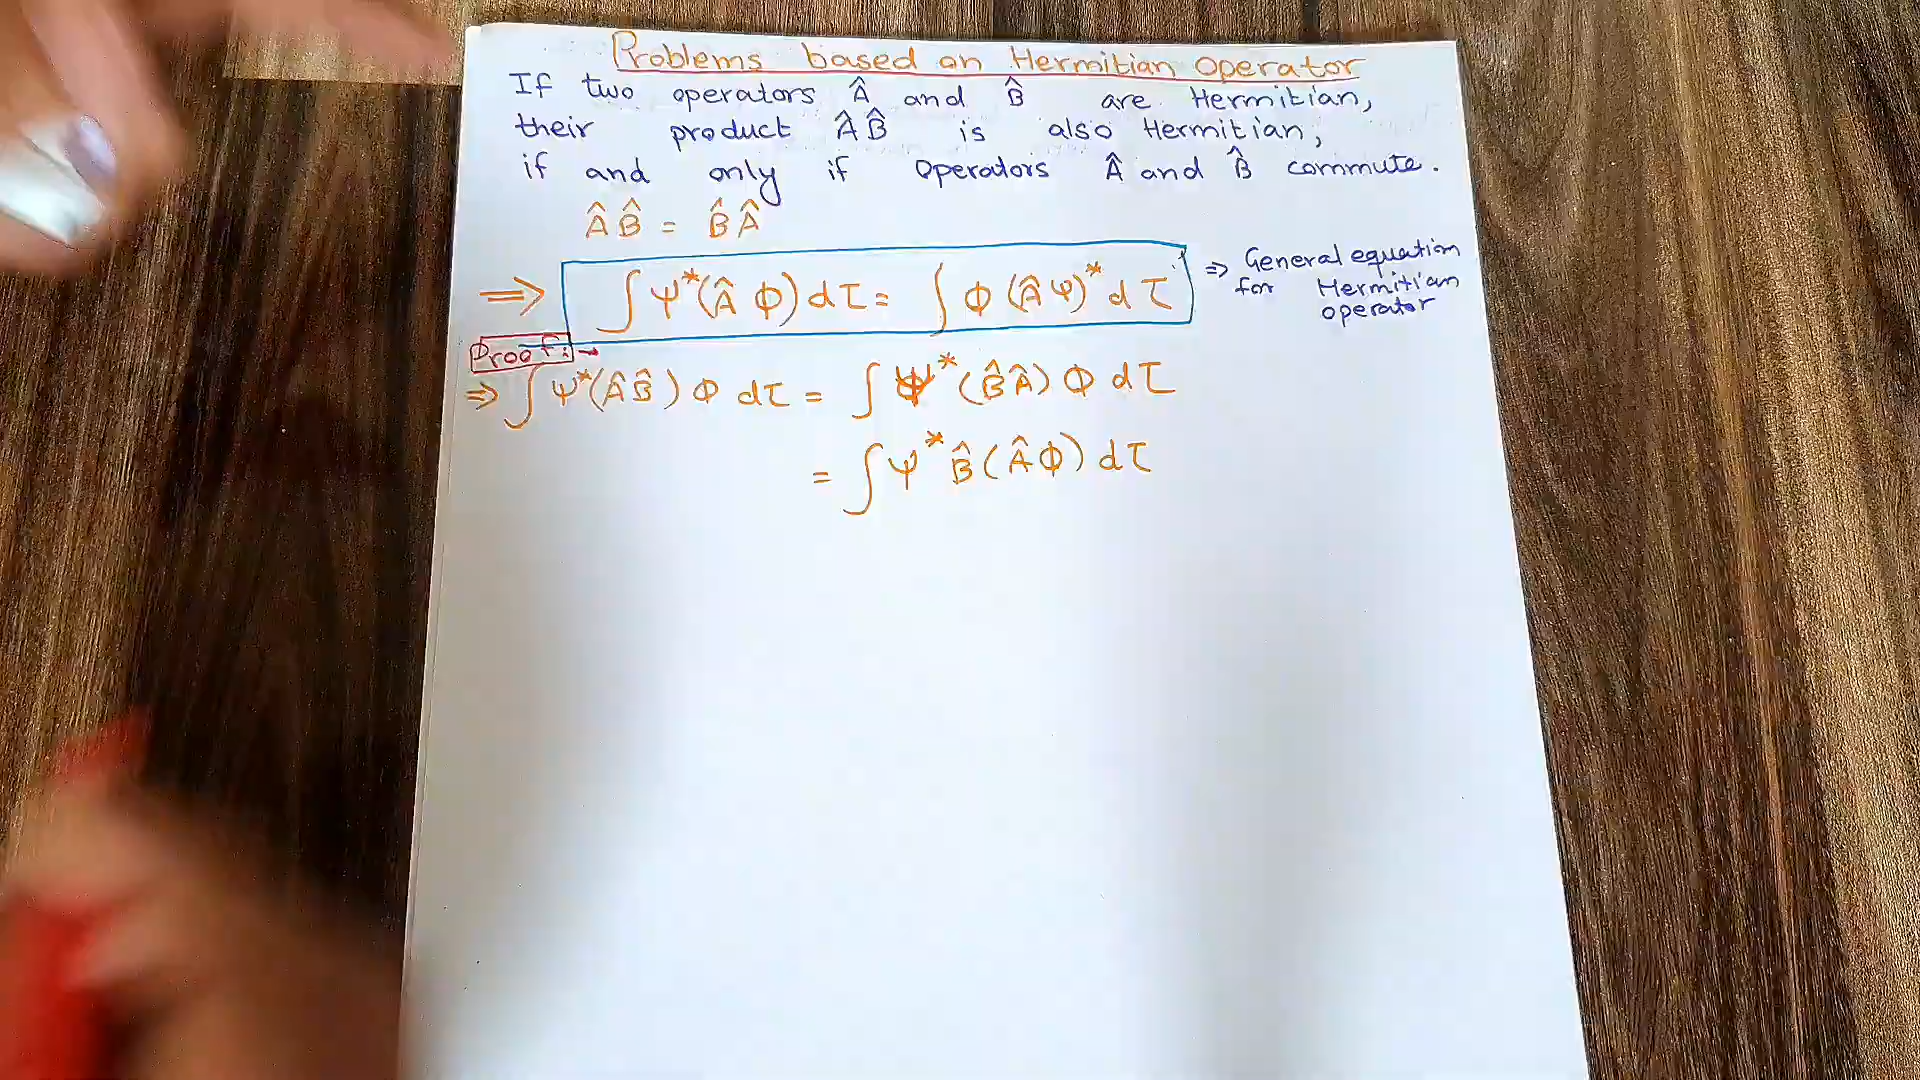 Problems based on Hermitian Operator
If two operators Â and B̂ are Hermitian,
their product ÂB̂ is also Hermitian,
if and only if Operators Â and B̂ commute.
ÂB̂ = B̂Â
⇒ ∫ψ*(Âϕ)dτ = ∫ϕ(Âψ)*dτ ⇒ General equation
for Hermitian
operator
Proof:→
⇒ ∫ψ*(ÂB̂)ϕ dτ = ∫ψ*(B̂Â)ϕ dτ
= ∫ψ*B̂(Âϕ)dτ